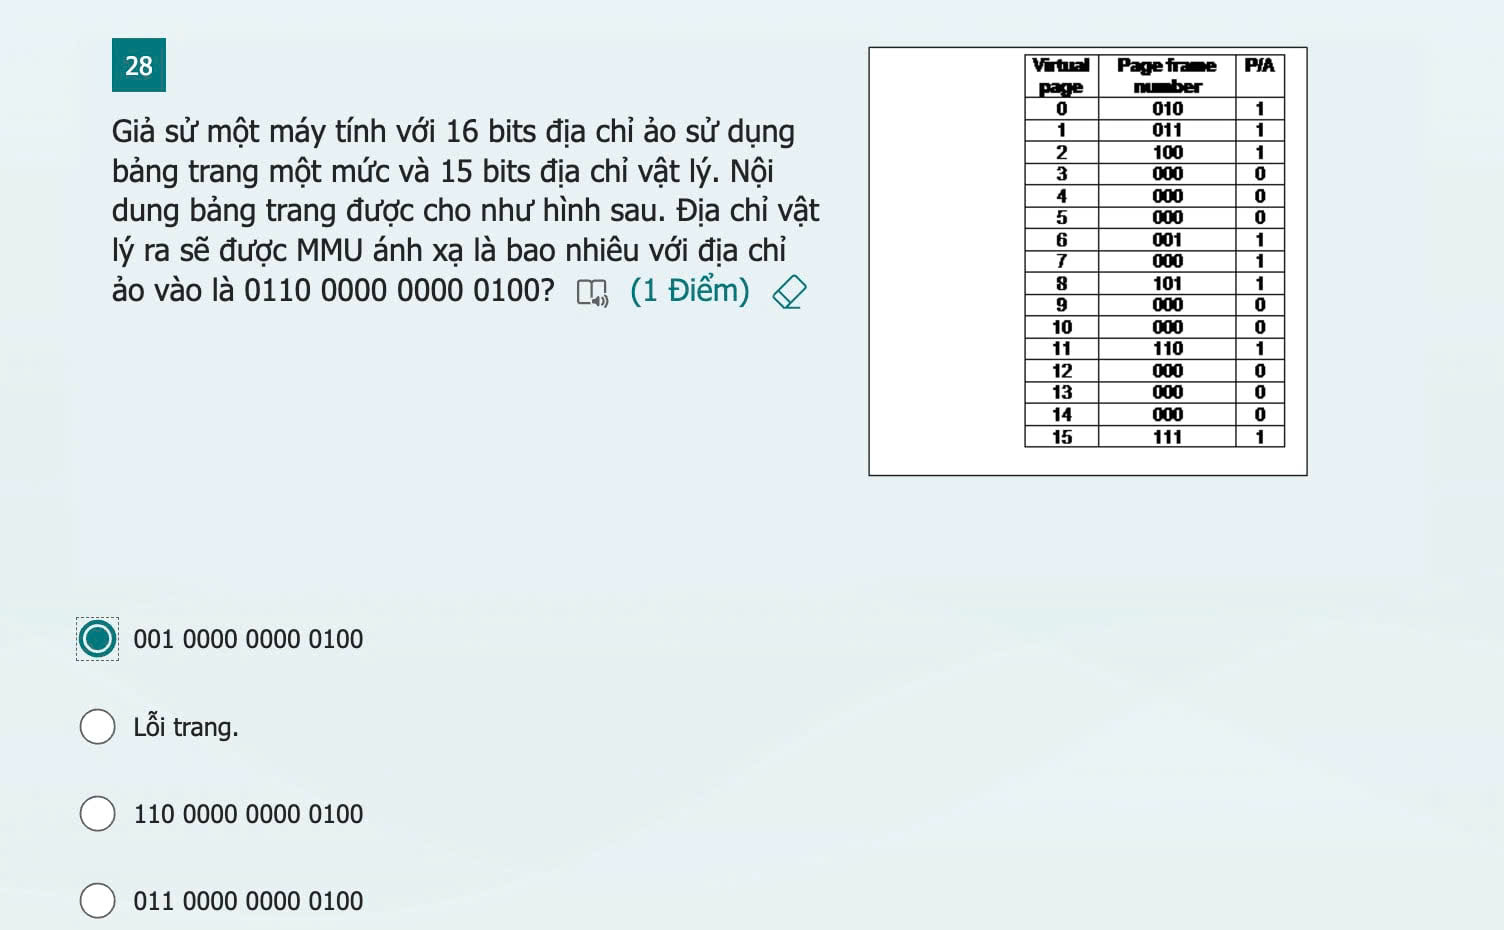 28
Giả sử một máy tính với 16 bits địa chỉ ảo sử dụng
bảng trang một mức và 15 bits địa chỉ vật lý. Nội
dung bảng trang được cho như hình sau. Địa chỉ vật
lý ra sẽ được MMU ánh xạ là bao nhiêu với địa chỉ
ảo vào là 0110 0000 0000 0100? (1 Điểm)
Virtual page Page frame number P/A
0 010 1
1 011 1
2 100 1
3 000 0
4 000 0
5 000 0
6 001 1
7 000 1
8 101 1
9 000 0
10 000 0
11 110 1
12 000 0
13 000 0
14 000 0
15 111 1
001 0000 0000 0100
Lỗi trang.
110 0000 0000 0100
011 0000 0000 0100